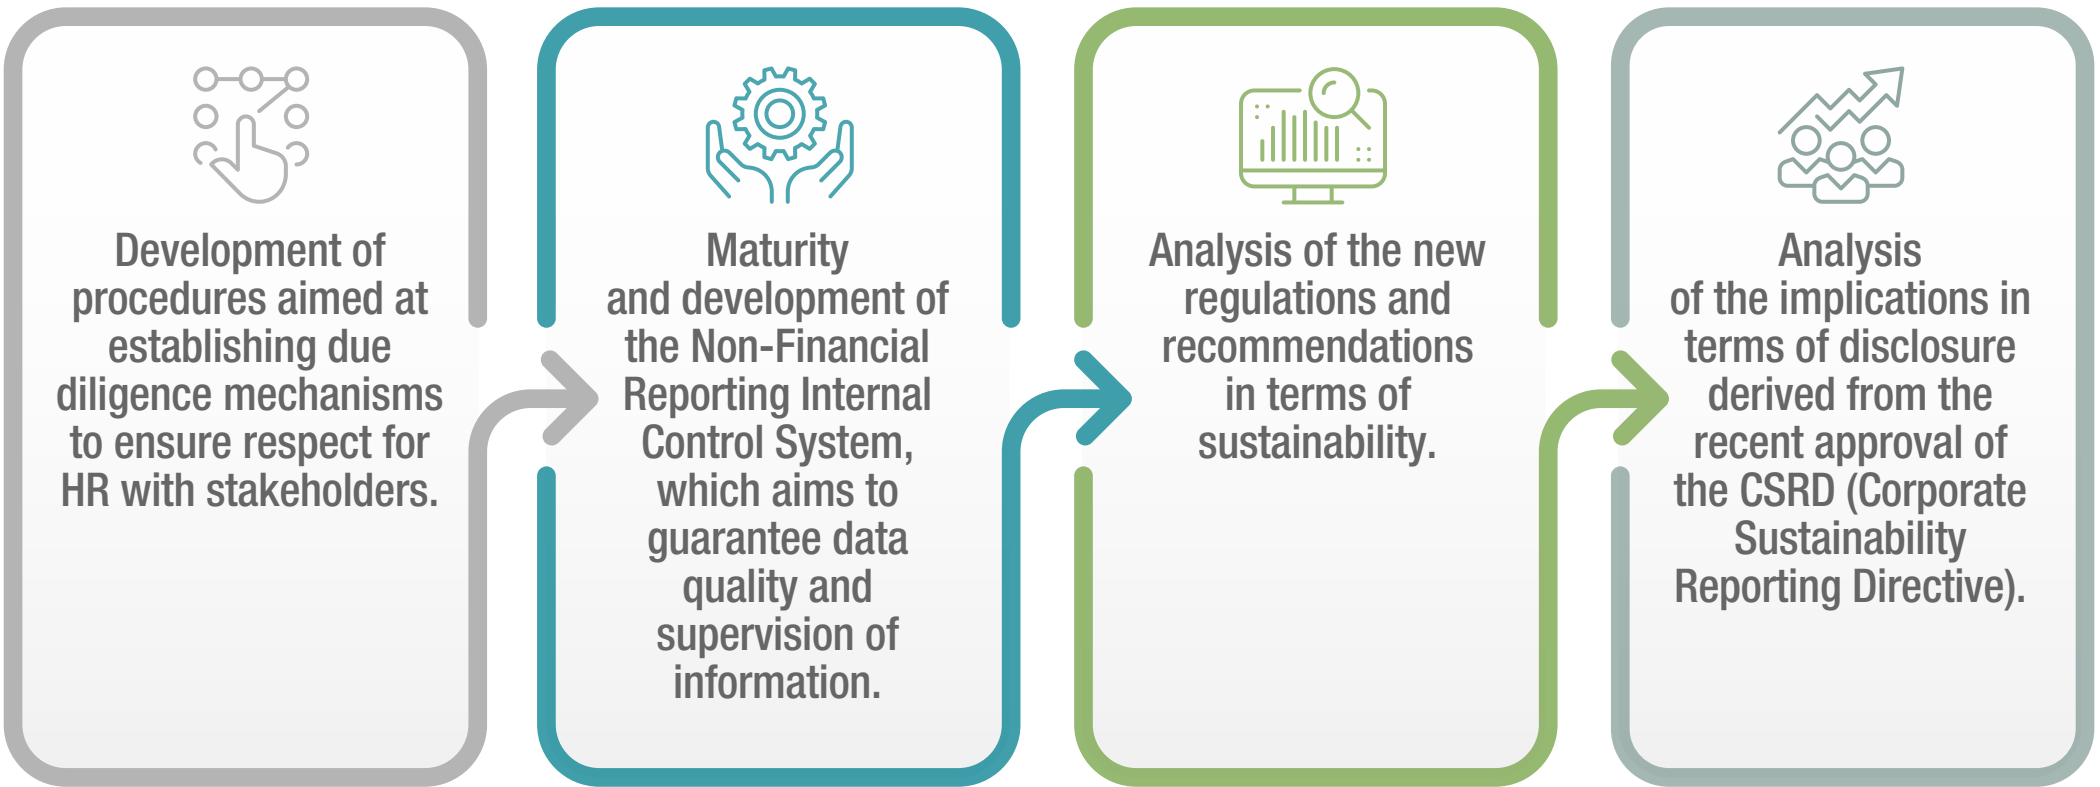 Development of
procedures aimed at
establishing due
diligence mechanisms
to ensure respect for
HR with stakeholders.
Maturity
and development of
the Non-Financial
Reporting Internal
Control System,
which aims to
guarantee data
quality and
supervision of
information.
Analysis of the new
regulations and
recommendations
in terms of
sustainability.
Analysis
of the implications in
terms of disclosure
derived from the
recent approval of
the CSRD (Corporate
Sustainability
Reporting Directive).